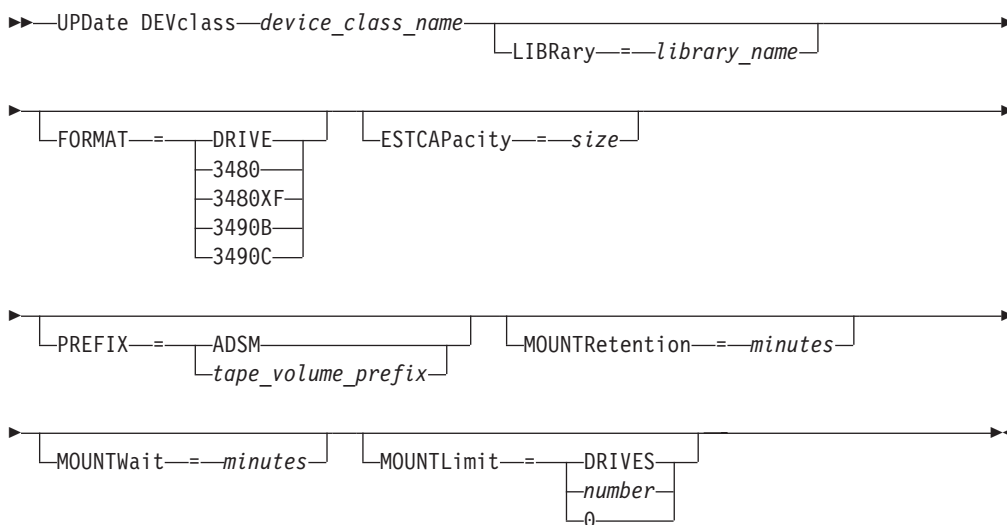 UPDate DEVclass device_class_name
LIBRary = library_name
FORMAT = DRIVE
3480
3480XF
3490B
3490C
ESTCAPacity = size
PREFIX = ADSM
tape_volume_prefix
MOUNTRetention = minutes
MOUNTWait = minutes
MOUNTLimit = DRIVES
number
0